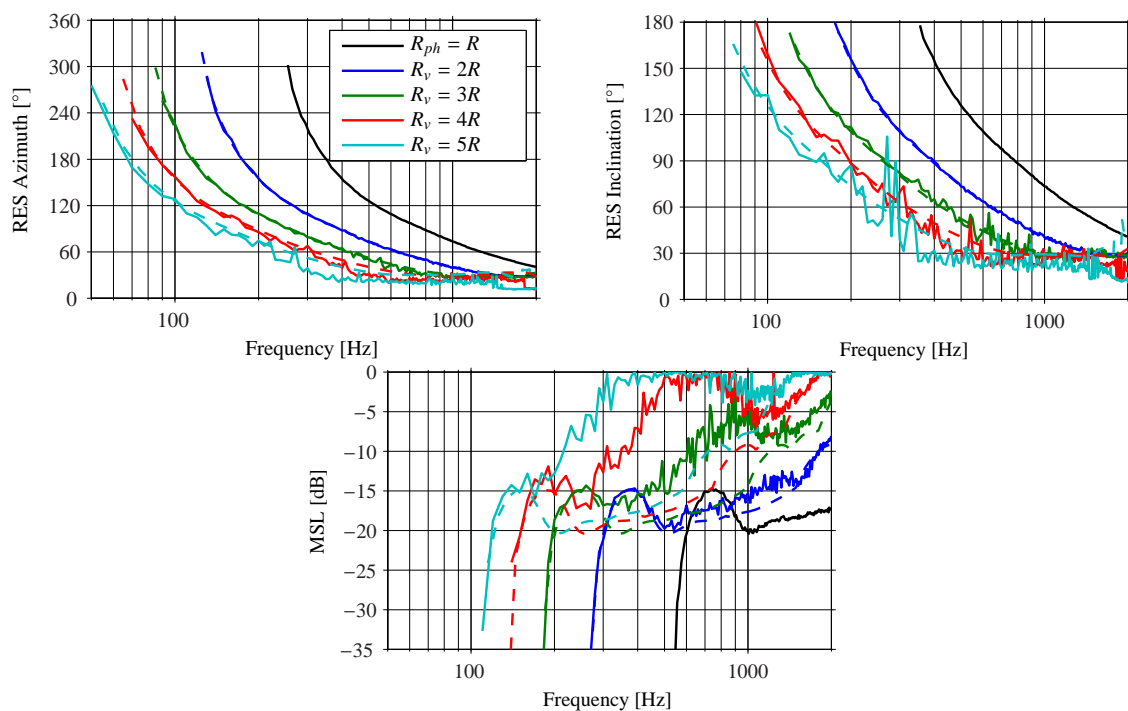 360
300
240
180
120
60
0
RES Azimuth [°]
R_ph = R
R_v = 2R
R_v = 3R
R_v = 4R
R_v = 5R
100
1000
Frequency [Hz]
180
150
120
90
60
30
0
RES Inclination [°]
100
1000
Frequency [Hz]
0
−5
−10
−15
−20
−25
−30
−35
MSL [dB]
100
1000
Frequency [Hz]